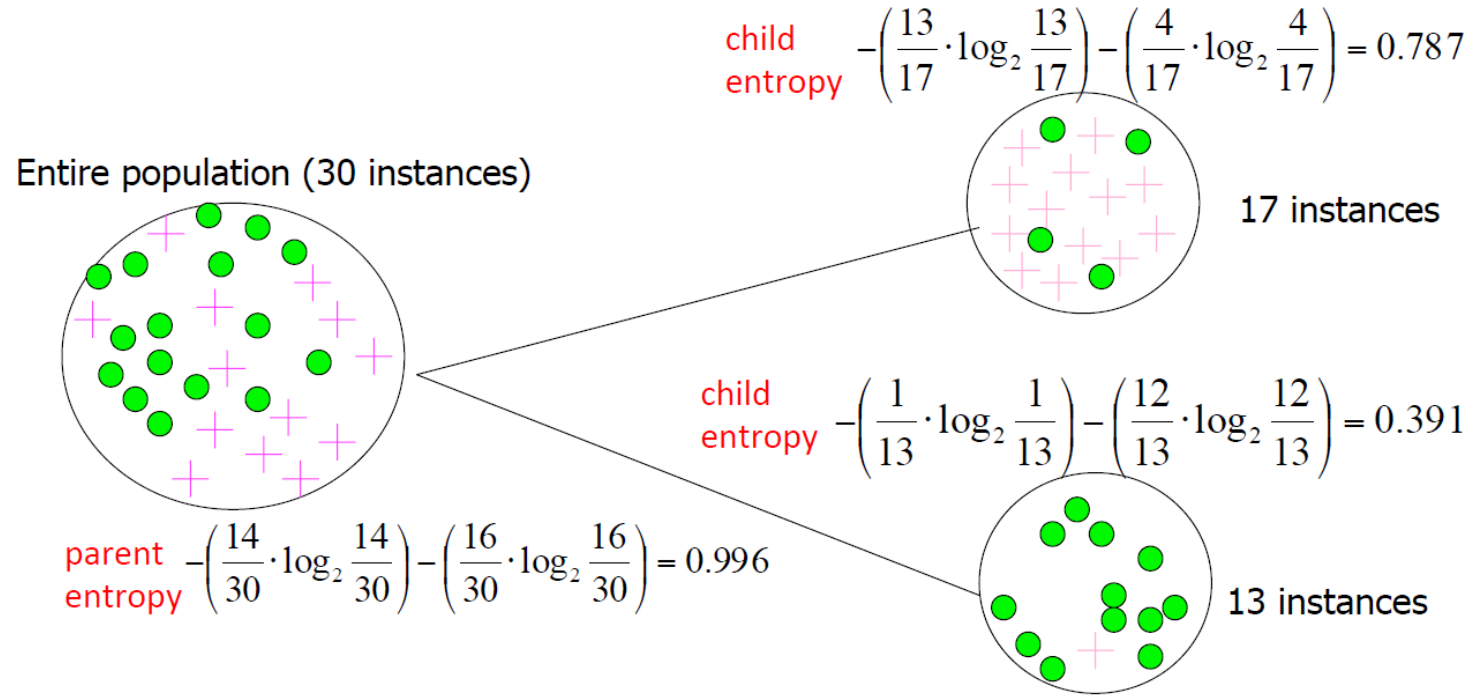 child
entropy
−(13/17 · log₂ 13/17) − (4/17 · log₂ 4/17) = 0.787
Entire population (30 instances)
17 instances
child
entropy
−(1/13 · log₂ 1/13) − (12/13 · log₂ 12/13) = 0.391
parent
entropy
−(14/30 · log₂ 14/30) − (16/30 · log₂ 16/30) = 0.996
13 instances